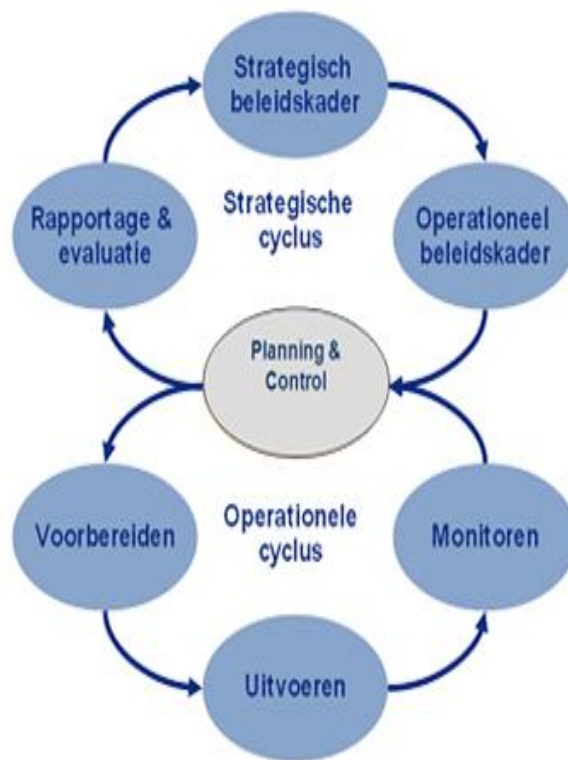 Strategisch
beleidskader
Rapportage &
evaluatie
Strategische
cyclus
Operationeel
beleidskader
Planning &
Control
Voorbereiden
Operationele
cyclus
Monitoren
Uitvoeren